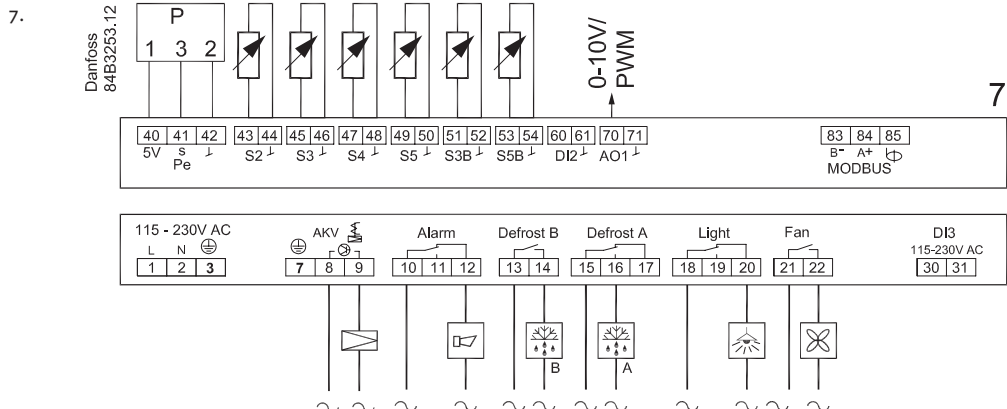 7.
Danfoss
84B3253.12
P
1 3 2
0-10V/
PWM
7
40 41 42 43 44 45 46 47 48 49 50 51 52 53 54 60 61 70 71 83 84 85
5V s S2 S3 S4 S5 S3B S5B DI2 AO1 B- A+
Pe MODBUS
115 - 230V AC AKV Alarm Defrost B Defrost A Light Fan DI3
L N 115-230V AC
1 2 3 7 8 9 10 11 12 13 14 15 16 17 18 19 20 21 22 30 31
B A